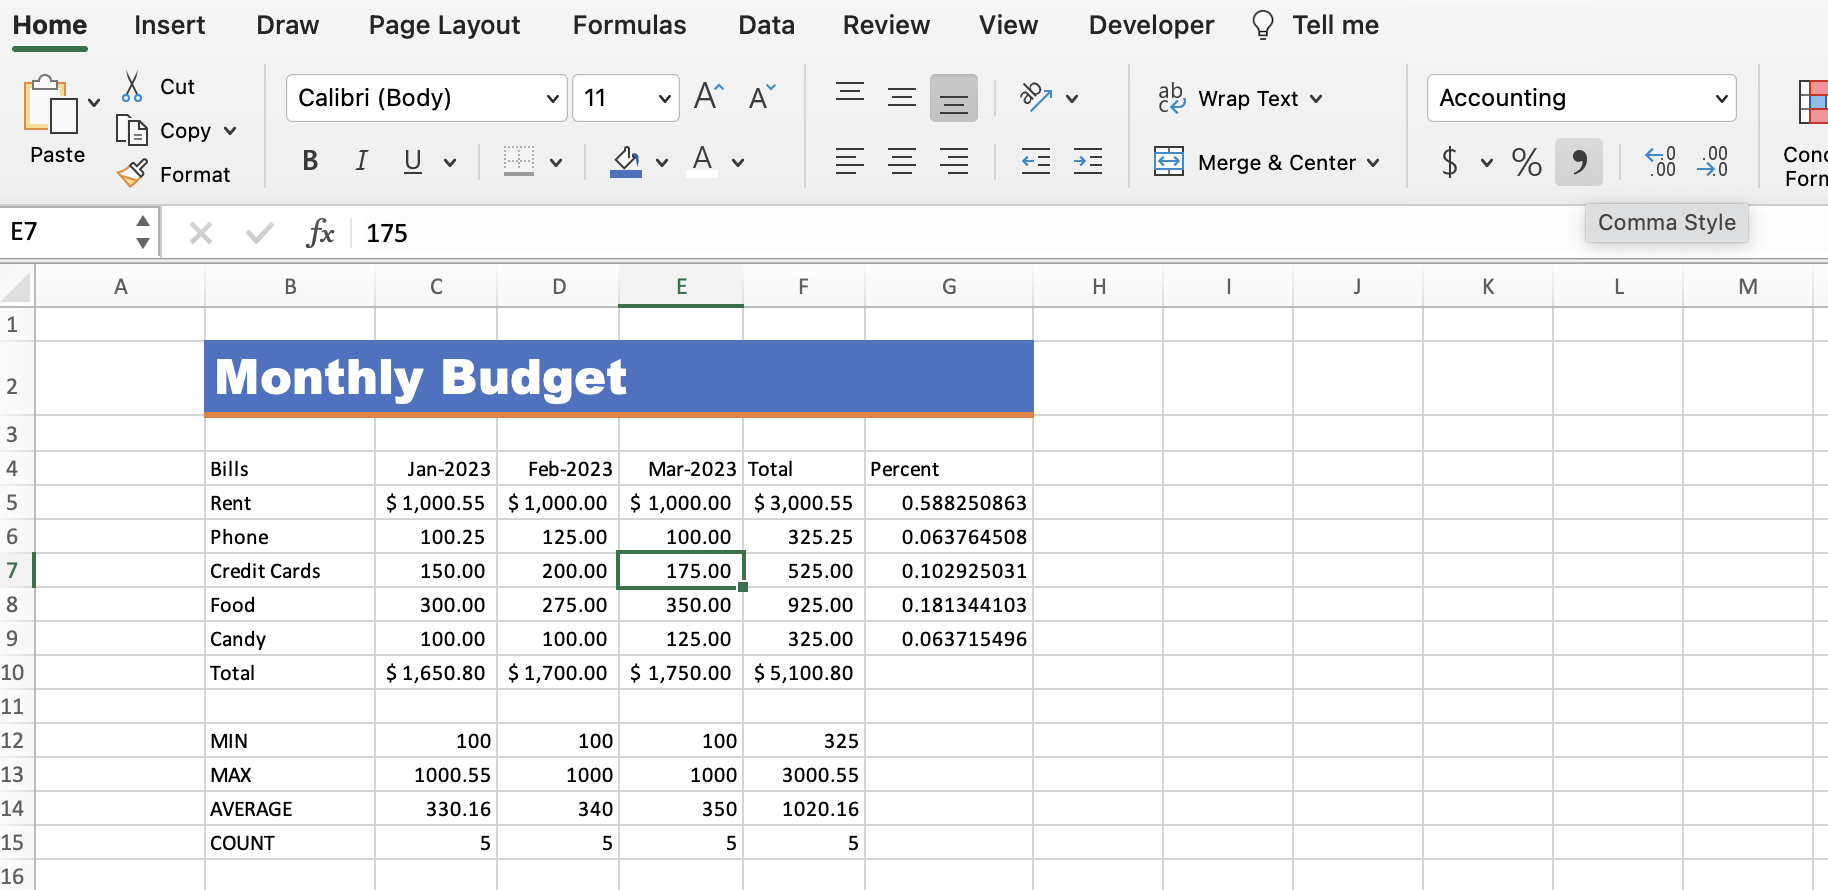 Home Insert Draw Page Layout Formulas Data Review View Developer Tell me
Paste
Cut
Copy
Format
Calibri (Body) 11
B I U A
ab Wrap Text
Merge & Center
Accounting
$ % , .0 .00 .00 .0
Conc
Forn
E7 fx 175
Comma Style
A B C D E F G H I J K L M
1
2 Monthly Budget
3
4 Bills Jan-2023 Feb-2023 Mar-2023 Total Percent
5 Rent $ 1,000.55 $ 1,000.00 $ 1,000.00 $ 3,000.55 0.588250863
6 Phone 100.25 125.00 100.00 325.25 0.063764508
7 Credit Cards 150.00 200.00 175.00 525.00 0.102925031
8 Food 300.00 275.00 350.00 925.00 0.181344103
9 Candy 100.00 100.00 125.00 325.00 0.063715496
10 Total $ 1,650.80 $ 1,700.00 $ 1,750.00 $ 5,100.80
11
12 MIN 100 100 100 325
13 MAX 1000.55 1000 1000 3000.55
14 AVERAGE 330.16 340 350 1020.16
15 COUNT 5 5 5 5
16